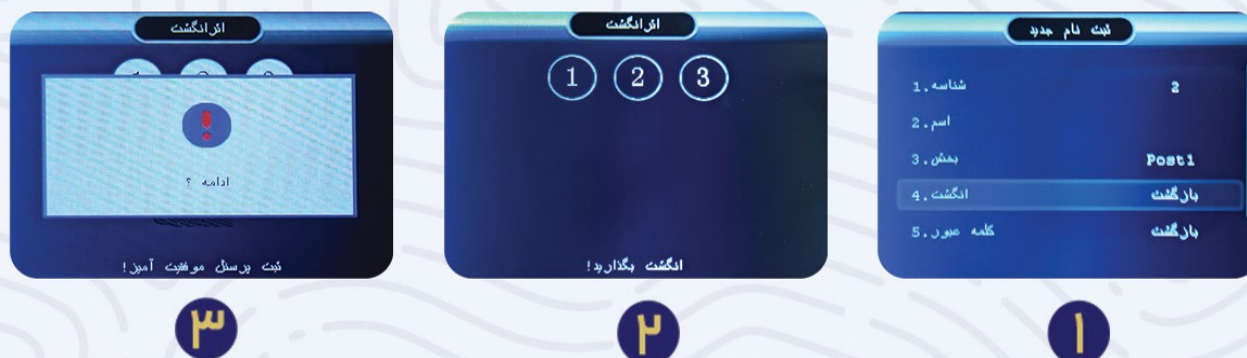 ثبت نام جدید
1. شناسه 2
2. اسم
3. بخش Post1
4. انگشت بازگشت
5. کلمه عبور بازگشت
۱
اثرانگشت
1 2 3
انگشت بگذارید!
۲
اثرانگشت
ادامه ؟
ثبت پرسنل موفقیت آمیز!
۳